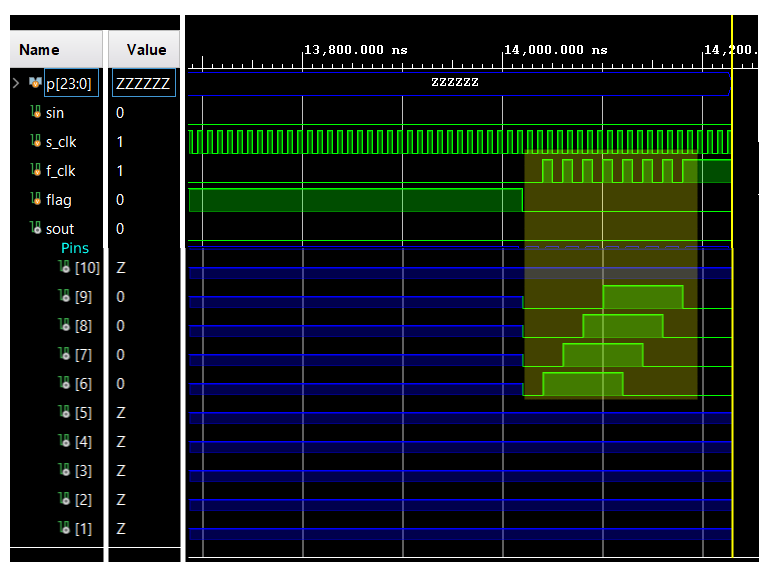 Name Value 13,800.000 ns 14,000.000 ns 14,200.
p[23:0] ZZZZZZ ZZZZZZ
sin 0
s_clk 1
f_clk 1
flag 0
sout 0
Pins
[10] Z
[9] 0
[8] 0
[7] 0
[6] 0
[5] Z
[4] Z
[3] Z
[2] Z
[1] Z